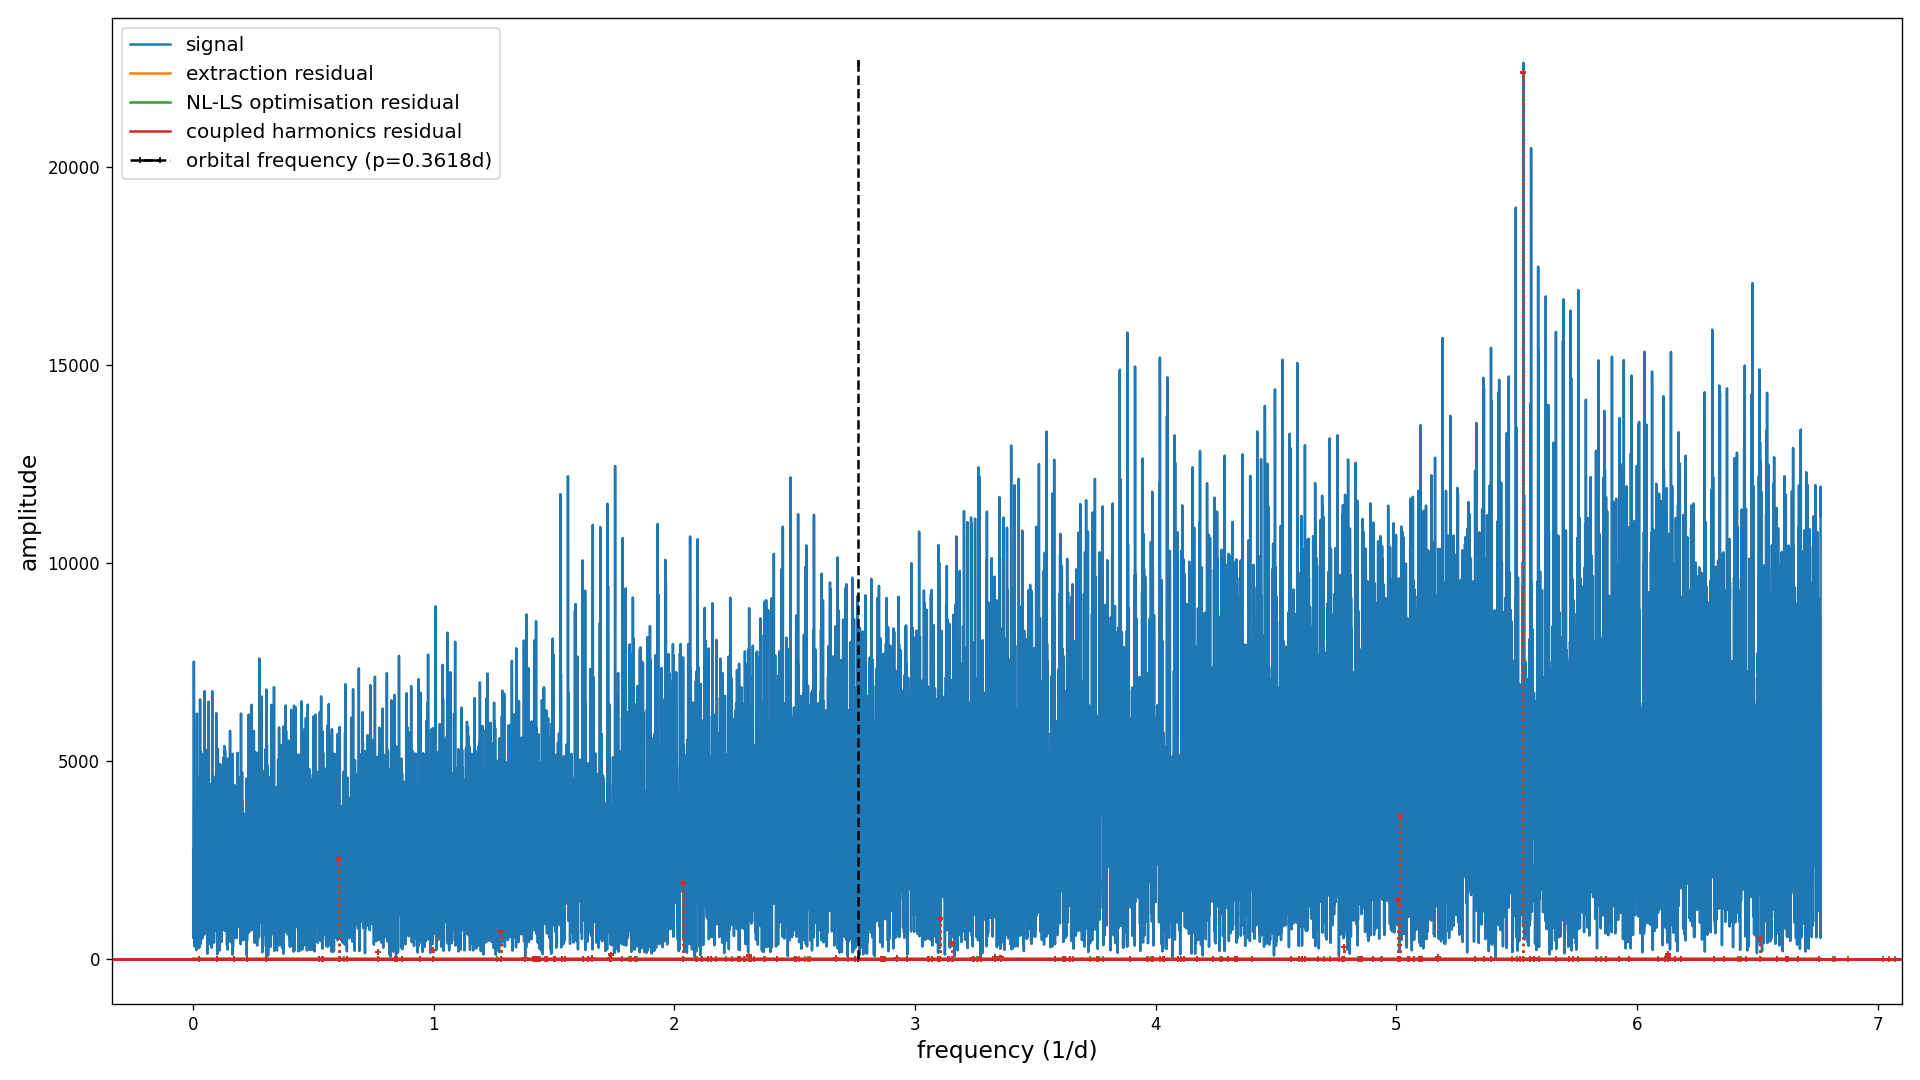 signal
extraction residual
NL-LS optimisation residual
coupled harmonics residual
orbital frequency (p=0.3618d)
20000
15000
10000
5000
0
amplitude
0 1 2 3 4 5 6 7
frequency (1/d)